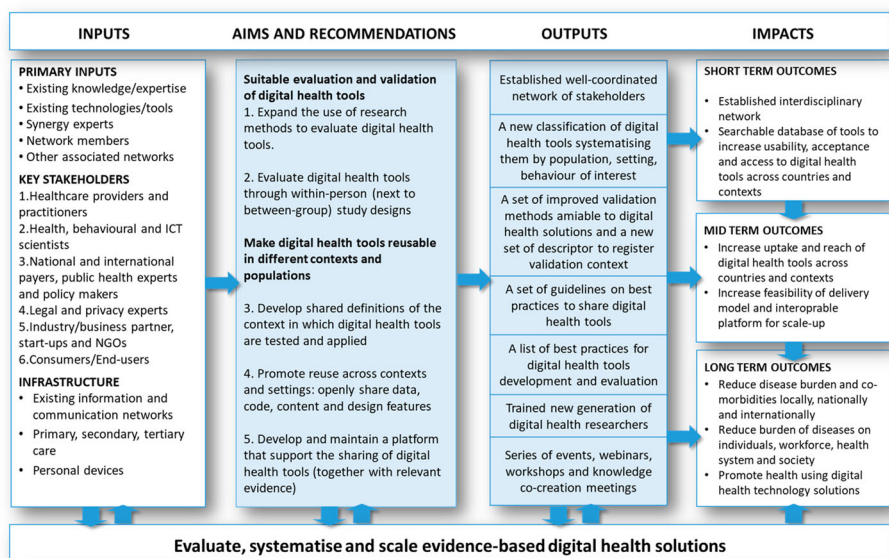 INPUTS
AIMS AND RECOMMENDATIONS
OUTPUTS
IMPACTS
PRIMARY INPUTS
• Existing knowledge/expertise
• Existing technologies/tools
• Synergy experts
• Network members
• Other associated networks
KEY STAKEHOLDERS
1.Healthcare providers and
practitioners
2.Health, behavioural and ICT
scientists
3.National and international
payers, public health experts
and policy makers
4.Legal and privacy experts
5.Industry/business partner,
start-ups and NGOs
6.Consumers/End-users
INFRASTRUCTURE
• Existing information and
communication networks
• Primary, secondary, tertiary
care
• Personal devices
Suitable evaluation and validation
of digital health tools
1. Expand the use of research
methods to evaluate digital health
tools.
2. Evaluate digital health tools
through within-person (next to
between-group) study designs
Make digital health tools reusable
in different contexts and
populations
3. Develop shared definitions of the
context in which digital health tools
are tested and applied
4. Promote reuse across contexts
and settings: openly share data,
code, content and design features
5. Develop and maintain a platform
that support the sharing of digital
health tools (together with relevant
evidence)
Established well-coordinated
network of stakeholders
A new classification of digital
health tools systematising
them by population, setting,
behaviour of interest
A set of improved validation
methods amiable to digital
health solutions and a new
set of descriptor to register
validation context
A set of guidelines on best
practices to share digital
health tools
A list of best practices for
digital health tools
development and evaluation
Trained new generation of
digital health researchers
Series of events, webinars,
workshops and knowledge
co-creation meetings
SHORT TERM OUTCOMES
• Established interdisciplinary
network
• Searchable database of tools to
increase usability, acceptance
and access to digital health
tools across countries and
contexts
MID TERM OUTCOMES
• Increase uptake and reach of
digital health tools across
countries and contexts
• Increase feasibility of delivery
model and interoprable
platform for scale-up
LONG TERM OUTCOMES
• Reduce disease burden and co-
morbidities locally, nationally
and internationally
• Reduce burden of diseases on
individuals, workforce, health
system and society
• Promote health using digital
health technology solutions
Evaluate, systematise and scale evidence-based digital health solutions